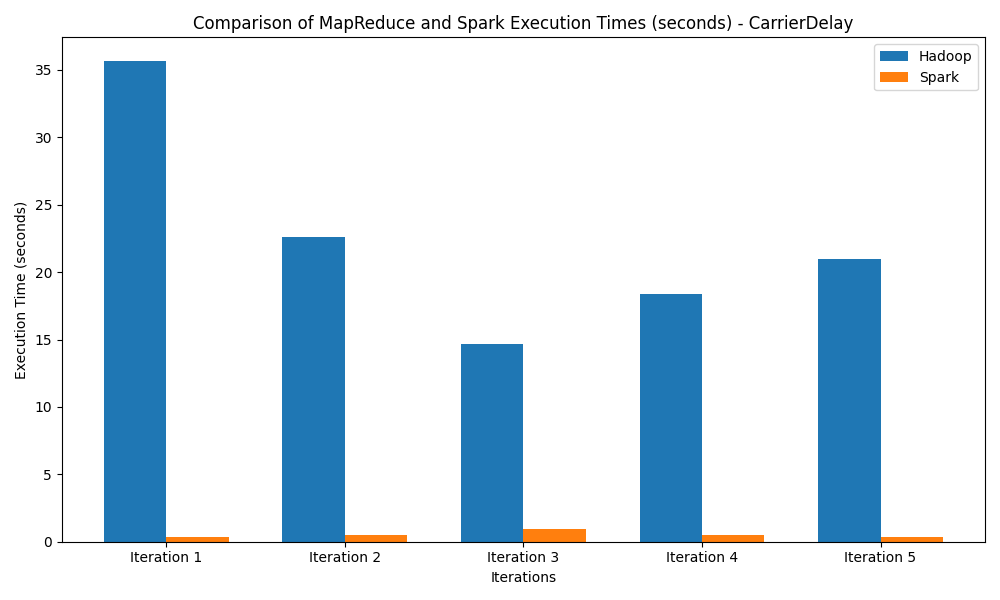 Comparison of MapReduce and Spark Execution Times (seconds) - CarrierDelay
Hadoop
Spark
Execution Time (seconds)
35
30
25
20
15
10
5
0
Iteration 1
Iteration 2
Iteration 3
Iteration 4
Iteration 5
Iterations